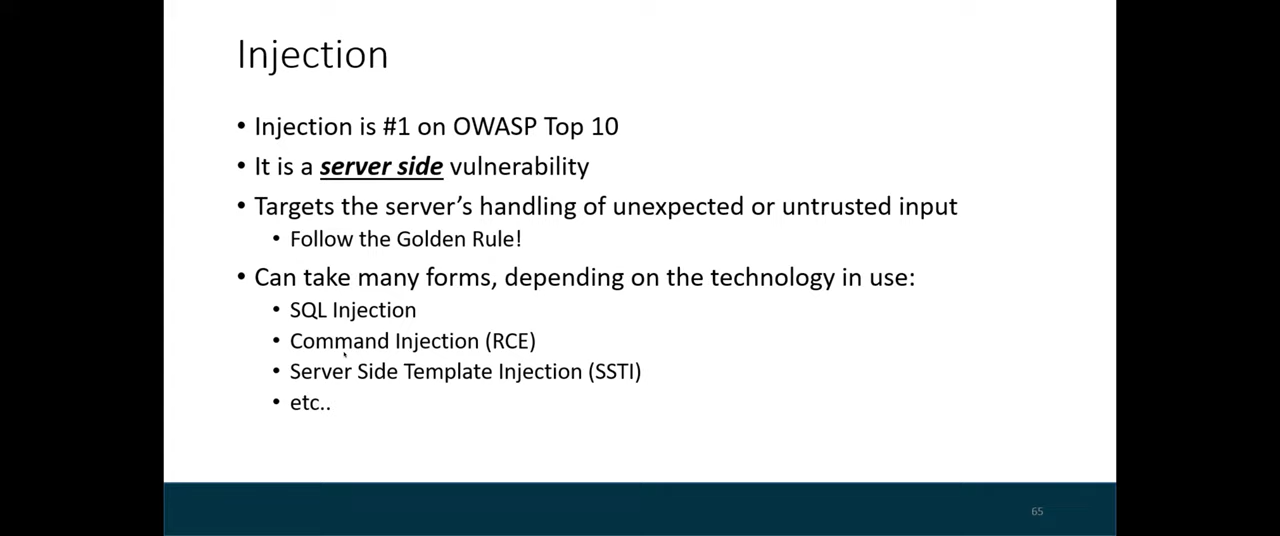 Injection
• Injection is #1 on OWASP Top 10
• It is a server side vulnerability
• Targets the server’s handling of unexpected or untrusted input
• Follow the Golden Rule!
• Can take many forms, depending on the technology in use:
• SQL Injection
• Command Injection (RCE)
• Server Side Template Injection (SSTI)
• etc..
65